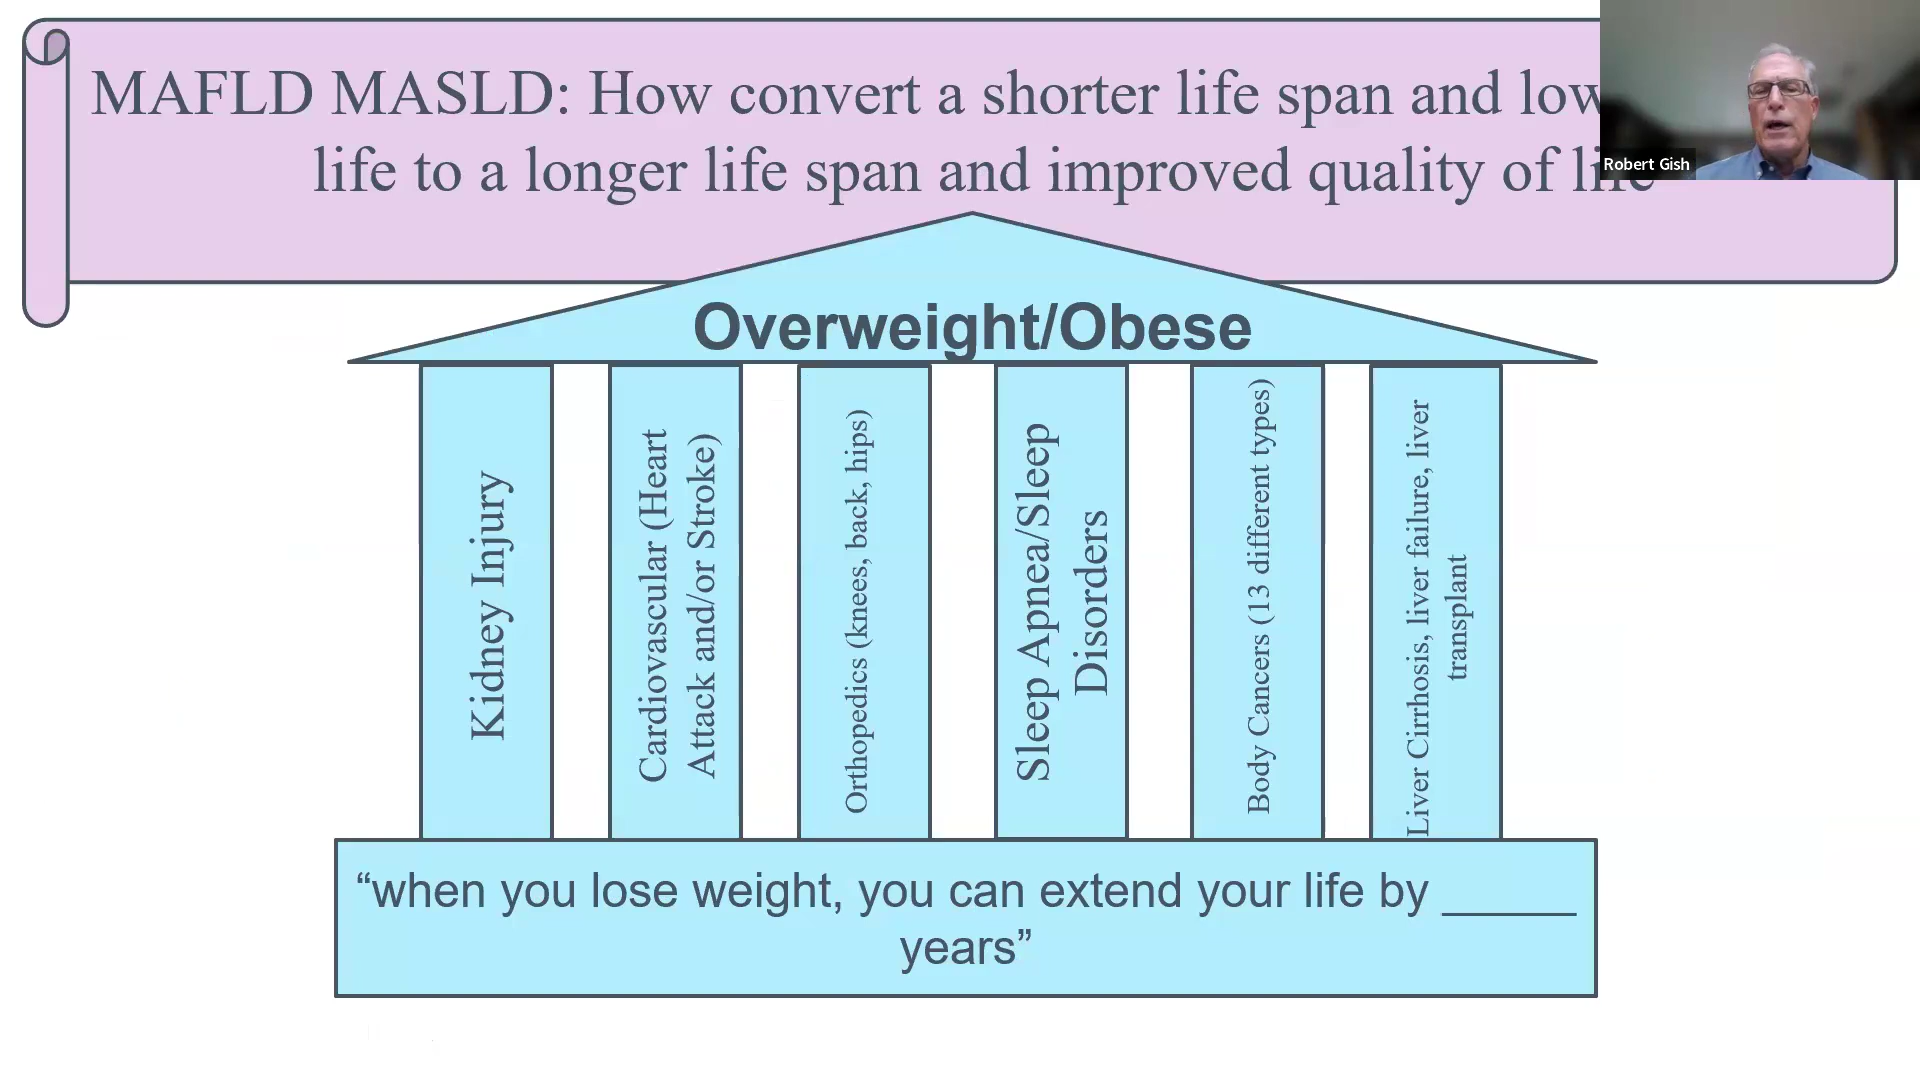 MAFLD MASLD: How convert a shorter life span and low
life to a longer life span and improved quality of life
Robert Gish
Overweight/Obese
Kidney Injury
Cardiovascular (Heart
Attack and/or Stroke)
Orthopedics (knees, back, hips)
Sleep Apnea/Sleep
Disorders
Body Cancers (13 different types)
Liver Cirrhosis, liver failure, liver
transplant
“when you lose weight, you can extend your life by ______
years”